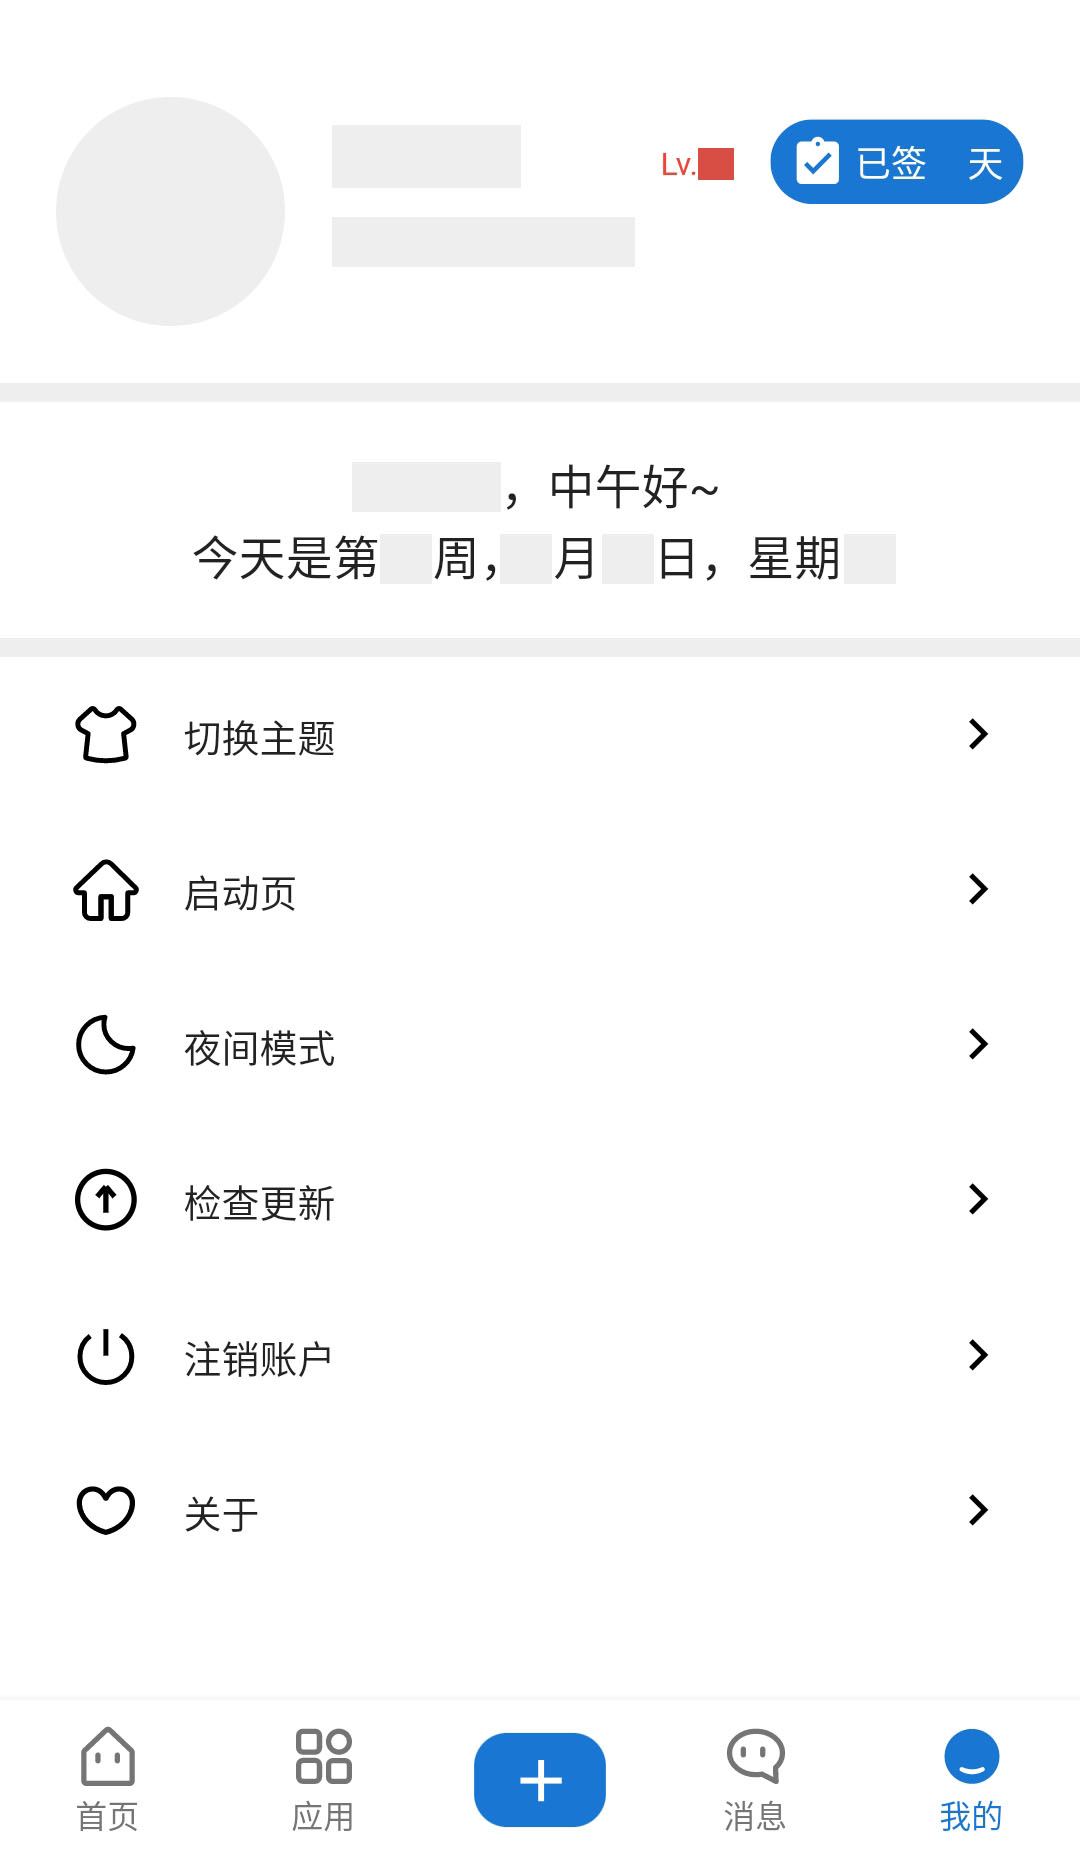 Lv.
已签 天
，中午好~
今天是第 周， 月 日，星期
切换主题
启动页
夜间模式
检查更新
注销账户
关于
首页 应用 消息 我的